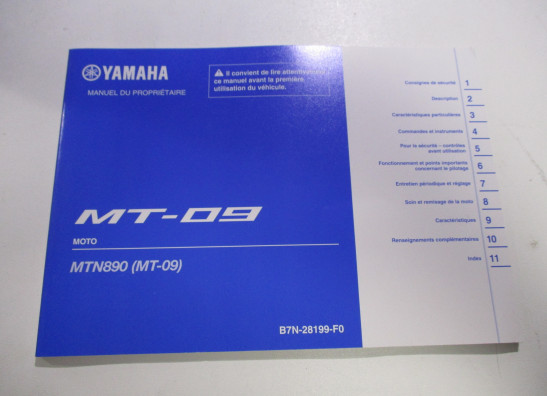 YAMAHA
MANUEL DU PROPRIÉTAIRE
Il convient de lire attentivement
ce manuel avant la première
utilisation du véhicule.
MT-09
MOTO
MTN890 (MT-09)
B7N-28199-F0
Consignes de sécurité 1
Description 2
Caractéristiques particulières 3
Commandes et instruments 4
Pour la sécurité – contrôles
avant utilisation 5
Fonctionnement et points importants
concernant le pilotage 6
Entretien périodique et réglage 7
Soin et remisage de la moto 8
Caractéristiques 9
Renseignements complémentaires 10
Index 11